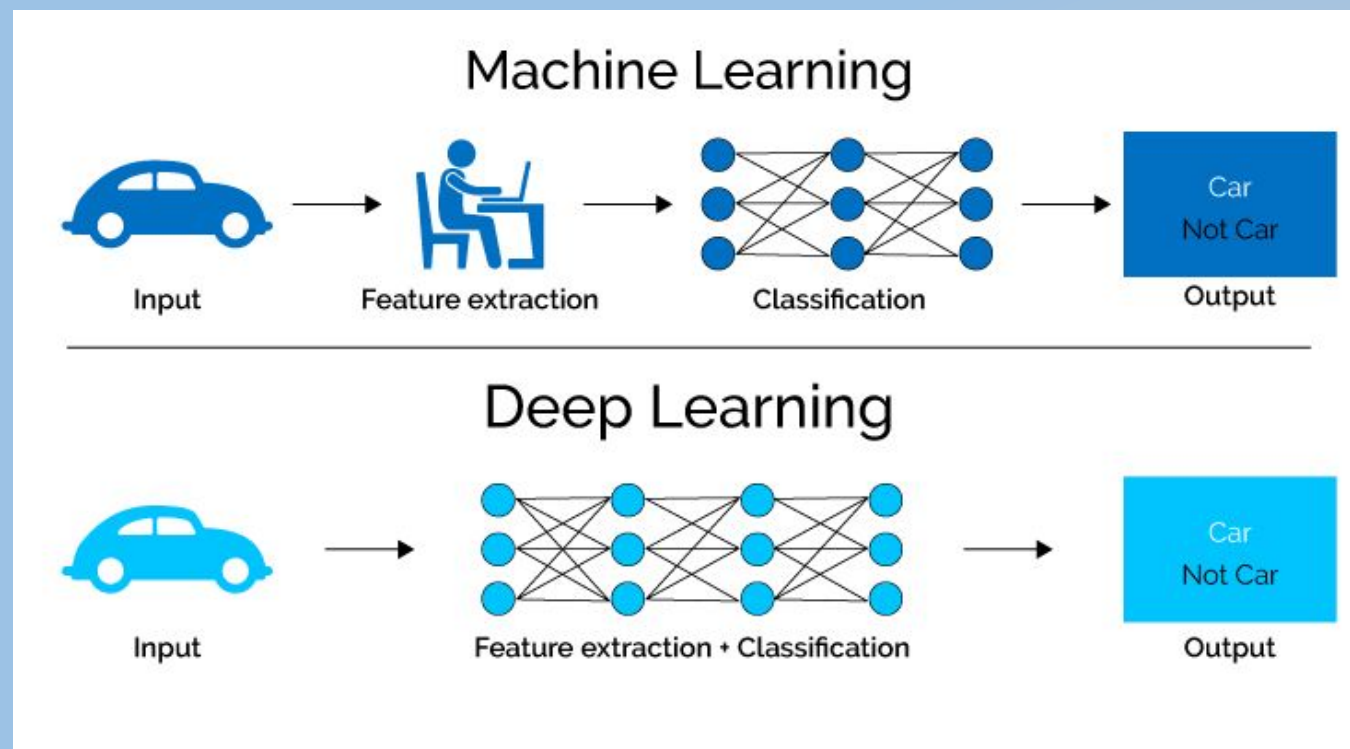 Machine Learning
Car
Not Car
Input
Feature extraction
Classification
Output
Deep Learning
Car
Not Car
Input
Feature extraction + Classification
Output